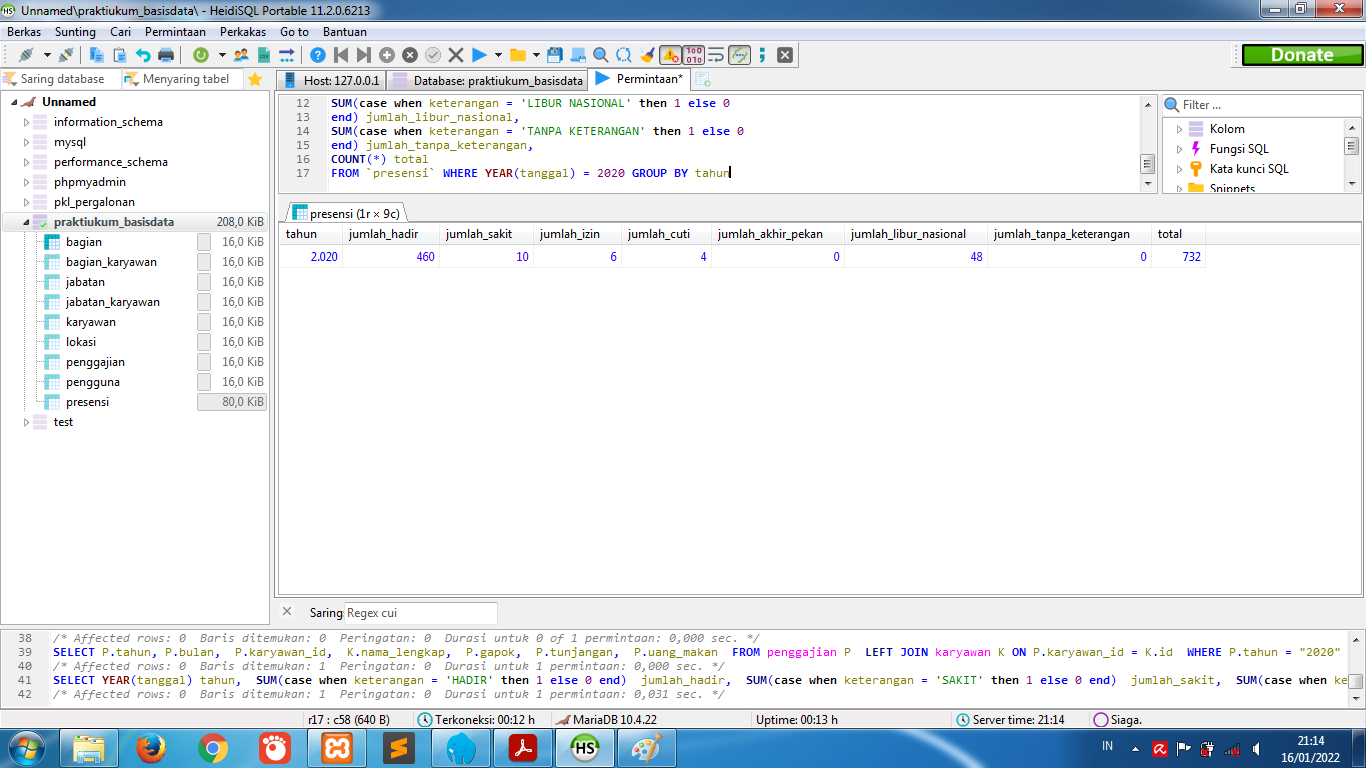 Unnamed\praktiukum_basisdata\ - HeidiSQL Portable 11.2.0.6213
Berkas Sunting Cari Permintaan Perkakas Go to Bantuan
Donate
Saring database Menyaring tabel
Host: 127.0.0.1 Database: praktiukum_basisdata Permintaan*
Unnamed
information_schema
mysql
performance_schema
phpmyadmin
pkl_pergalonan
praktiukum_basisdata 208,0 KiB
bagian 16,0 KiB
bagian_karyawan 16,0 KiB
jabatan 16,0 KiB
jabatan_karyawan 16,0 KiB
karyawan 16,0 KiB
lokasi 16,0 KiB
penggajian 16,0 KiB
pengguna 16,0 KiB
presensi 80,0 KiB
test
12 SUM(case when keterangan = 'LIBUR NASIONAL' then 1 else 0
13 end) jumlah_libur_nasional,
14 SUM(case when keterangan = 'TANPA KETERANGAN' then 1 else 0
15 end) jumlah_tanpa_keterangan,
16 COUNT(*) total
17 FROM `presensi` WHERE YEAR(tanggal) = 2020 GROUP BY tahun
Filter ...
Kolom
Fungsi SQL
Kata kunci SQL
Snippets
presensi (1r × 9c)
tahun jumlah_hadir jumlah_sakit jumlah_izin jumlah_cuti jumlah_akhir_pekan jumlah_libur_nasional jumlah_tanpa_keterangan total
2.020 460 10 6 4 0 48 0 732
Saring: Regex cui
38 /* Affected rows: 0 Baris ditemukan: 0 Peringatan: 0 Durasi untuk 0 of 1 permintaan: 0,000 sec. */
39 SELECT P.tahun, P.bulan, P.karyawan_id, K.nama_lengkap, P.gapok, P.tunjangan, P.uang_makan FROM penggajian P LEFT JOIN karyawan K ON P.karyawan_id = K.id WHERE P.tahun = "2020"
40 /* Affected rows: 0 Baris ditemukan: 1 Peringatan: 0 Durasi untuk 1 permintaan: 0,000 sec. */
41 SELECT YEAR(tanggal) tahun, SUM(case when keterangan = 'HADIR' then 1 else 0 end) jumlah_hadir, SUM(case when keterangan = 'SAKIT' then 1 else 0 end) jumlah_sakit, SUM(case when ke
42 /* Affected rows: 0 Baris ditemukan: 1 Peringatan: 0 Durasi untuk 1 permintaan: 0,031 sec. */
r17 : c58 (640 B) Terkoneksi: 00:12 h MariaDB 10.4.22 Uptime: 00:13 h Server time: 21:14 Siaga.
HS
IN
21:14
16/01/2022